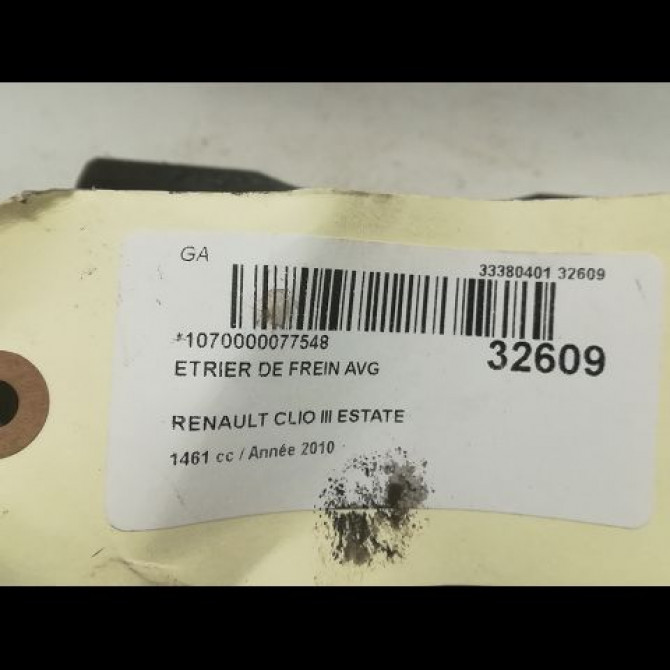 GA
33380401 32609
*1070000077548
32609
ETRIER DE FREIN AVG
RENAULT CLIO III ESTATE
1461 cc / Année 2010